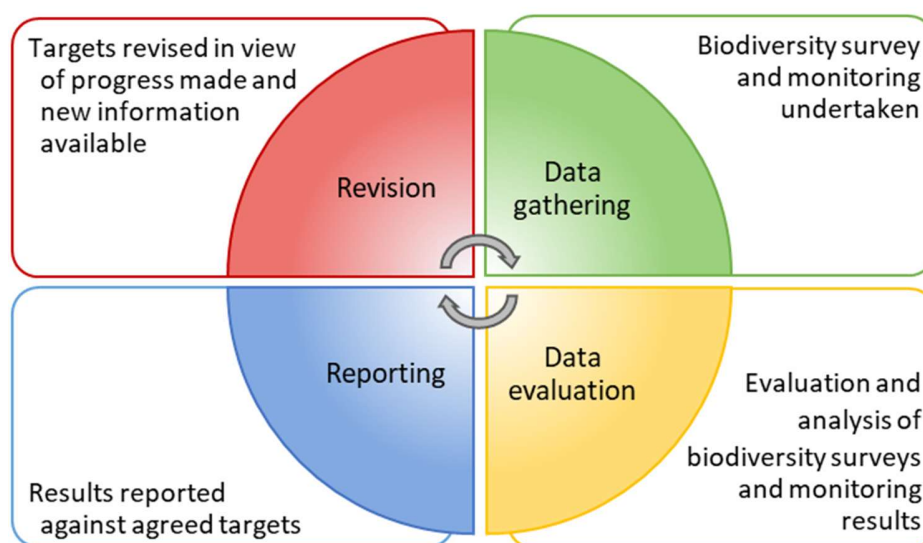 Targets revised in view
of progress made and
new information
available
Revision
Data
gathering
Biodiversity survey
and monitoring
undertaken
Reporting
Results reported
against agreed targets
Data
evaluation
Evaluation and
analysis of
biodiversity surveys
and monitoring
results